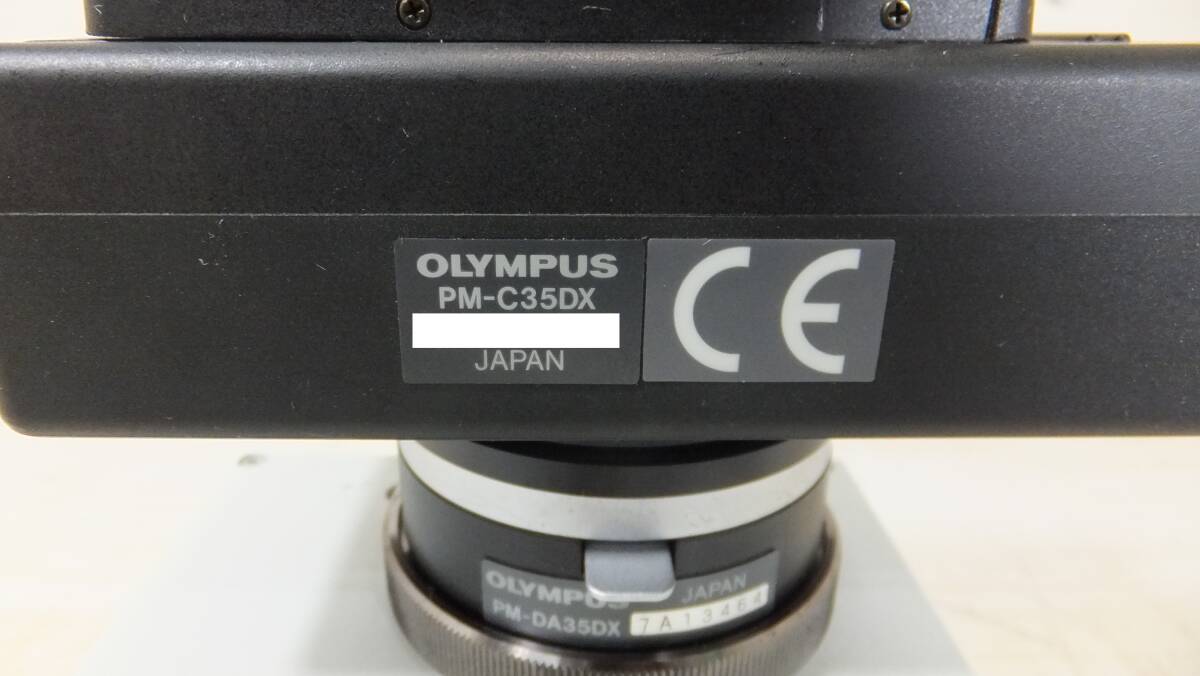 OLYMPUS
PM-C35DX
JAPAN
CE
OLYMPUS
JAPAN
PM-DA35DX
7A13464